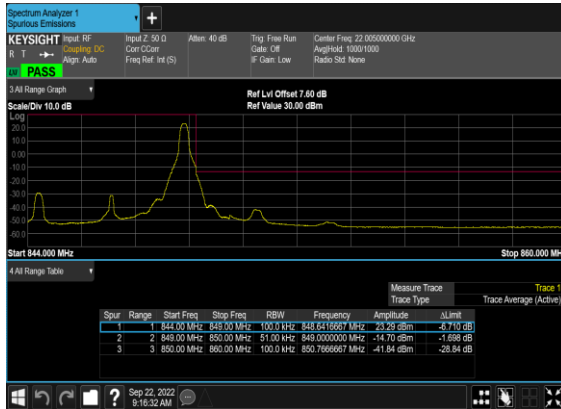 Spectrum Analyzer 1
Spurious Emissions
+
KEYSIGHT Input: RF Input Z: 50 Ω Atten: 40 dB Trig: Free Run Center Freq: 22.005000000 GHz
R T Coupling: DC Corr CCorr Gate: Off Avg|Hold: 1000/1000
Align: Auto Freq Ref: Int (S) IF Gain: Low Radio Std: None
PASS
3 All Range Graph Ref Lvl Offset 7.60 dB
Scale/Div 10.0 dB Ref Value 30.00 dBm
Log
20.0
10.0
0.00
-10.0
-20.0
-30.0
-40.0
-50.0
-60.0
Start 844.000 MHz Stop 860.000 MH
4 All Range Table
Measure Trace Trace 1
Trace Type Trace Average (Active)
Spur Range Start Freq Stop Freq RBW Frequency Amplitude ΔLimit
1 1 844.00 MHz 849.00 MHz 100.0 kHz 848.6416667 MHz 23.29 dBm -6.710 dB
2 2 849.00 MHz 850.00 MHz 51.00 kHz 849.0000000 MHz -14.70 dBm -1.698 dB
3 3 850.00 MHz 860.00 MHz 100.0 kHz 850.7666667 MHz -41.84 dBm -28.84 dB
? Sep 22, 2022
9:16:32 AM